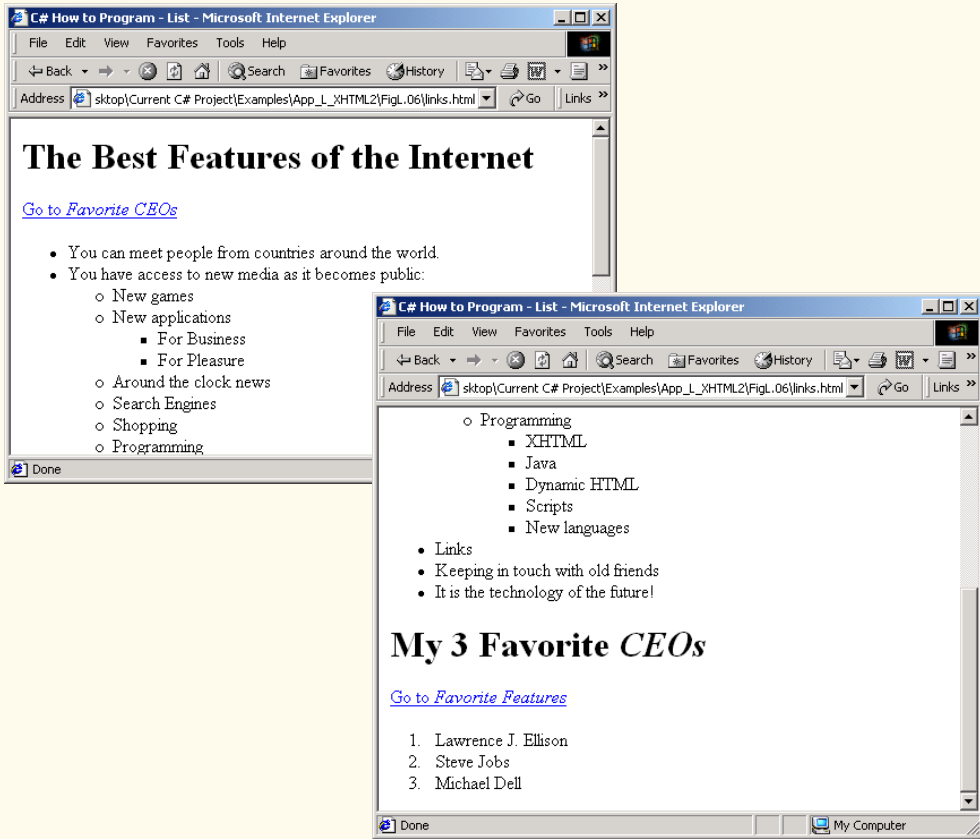 C# How to Program - List - Microsoft Internet Explorer
File Edit View Favorites Tools Help
Back Search Favorites History »
Address sktop\Current C# Project\Examples\App_L_XHTML2\FigL.06\links.html Go Links »
The Best Features of the Internet
Go to Favorite CEOs
• You can meet people from countries around the world.
• You have access to new media as it becomes public:
o New games
o New applications
▪ For Business
▪ For Pleasure
o Around the clock news
o Search Engines
o Shopping
o Programming
Done
C# How to Program - List - Microsoft Internet Explorer
File Edit View Favorites Tools Help
Back Search Favorites History »
Address sktop\Current C# Project\Examples\App_L_XHTML2\FigL.06\links.html Go Links »
o Programming
▪ XHTML
▪ Java
▪ Dynamic HTML
▪ Scripts
▪ New languages
• Links
• Keeping in touch with old friends
• It is the technology of the future!
My 3 Favorite CEOs
Go to Favorite Features
1. Lawrence J. Ellison
2. Steve Jobs
3. Michael Dell
Done My Computer